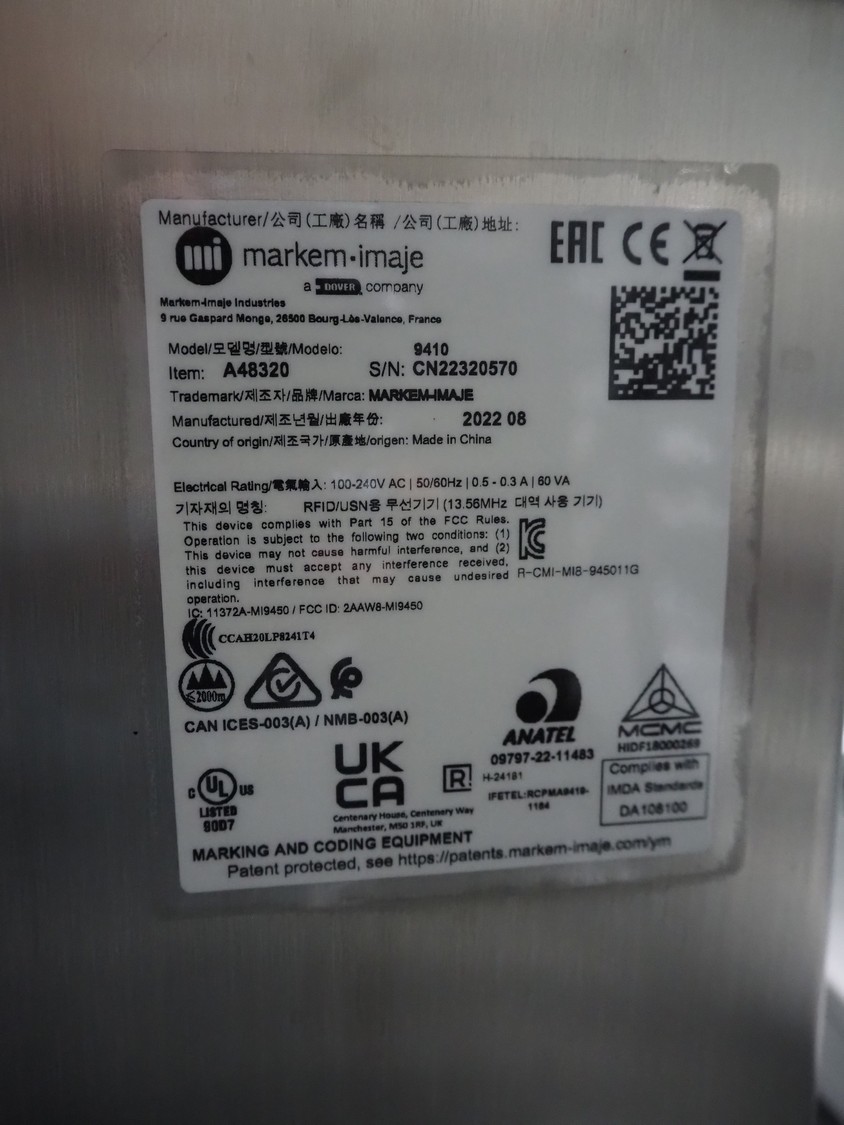 Manufacturer/公司(工廠)名稱 /公司(工廠)地址:
mi markem·imaje
a DOVER company
EAC CE
Markem-Imaje Industries
9 rue Gaspard Monge, 26500 Bourg-Lès-Valence, France
Model/모델명/型號/Modelo: 9410
Item: A48320 S/N: CN22320570
Trademark/제조자/品牌/Marca: MARKEM-IMAJE
Manufactured/제조년월/出廠年份: 2022 08
Country of origin/제조국가/原產地/origen: Made in China
Electrical Rating/電氣輸入: 100-240V AC | 50/60Hz | 0.5 - 0.3 A | 60 VA
기자재의 명칭: RFID/USN용 무선기기 (13.56MHz 대역 사용 기기)
This device complies with Part 15 of the FCC Rules.
Operation is subject to the following two conditions: (1)
This device may not cause harmful interference, and (2)
this device must accept any interference received,
including interference that may cause undesired
operation.
R-CMI-MI8-945011G
IC: 11372A-MI9450 / FCC ID: 2AAW8-MI9450
CCAH20LP8241T4
≤2000m
CAN ICES-003(A) / NMB-003(A)
ANATEL
09797-22-11483
MCMC
HIDF18000269
C UL US
LISTED
90D7
UK
CA
Centenary House, Centenary Way
Manchester, M50 1RF, UK
R
H-24181
IFETEL:RCPMA9410-
1184
Complies with
IMDA Standards
DA108100
MARKING AND CODING EQUIPMENT
Patent protected, see https://patents.markem-imaje.com/ym